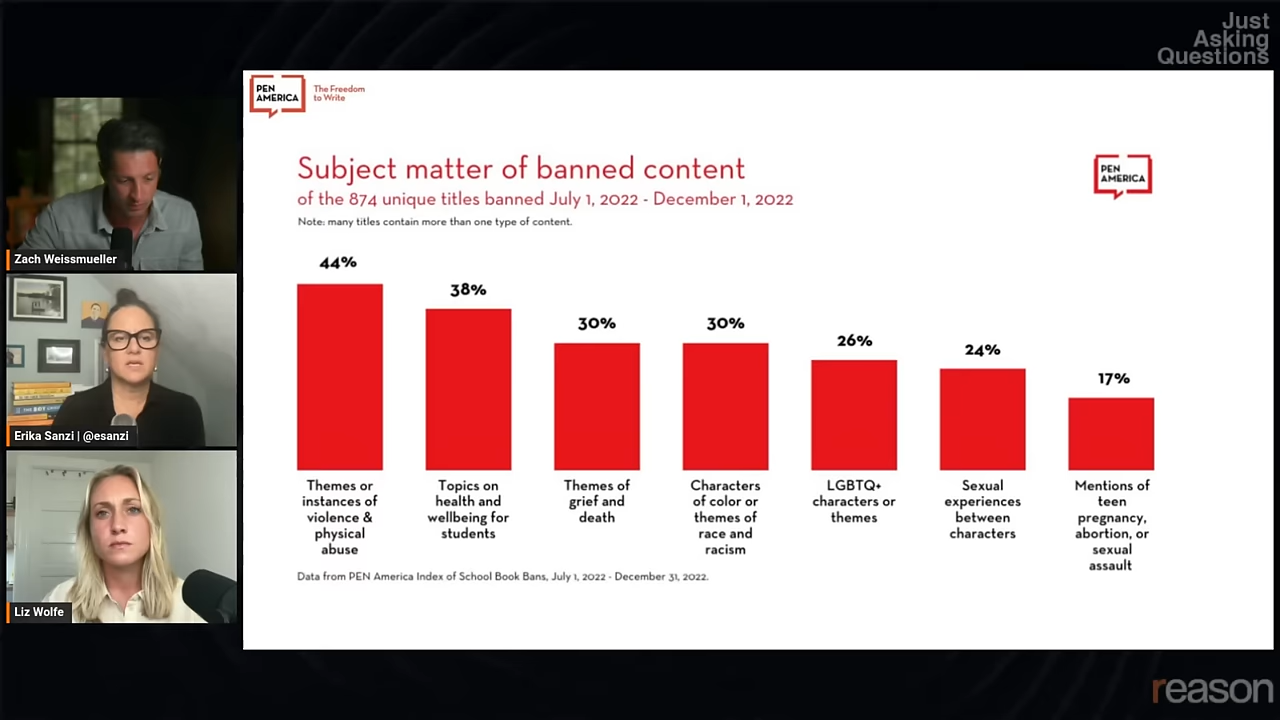 Just
Asking
Questions
PEN
AMERICA
The Freedom
to Write
Subject matter of banned content
of the 874 unique titles banned July 1, 2022 - December 1, 2022
Note: many titles contain more than one type of content.
PEN
AMERICA
44%
38%
30%
30%
26%
24%
17%
Themes or
instances of
violence &
physical
abuse
Topics on
health and
wellbeing for
students
Themes of
grief and
death
Characters
of color or
themes of
race and
racism
LGBTQ+
characters or
themes
Sexual
experiences
between
characters
Mentions of
teen
pregnancy,
abortion, or
sexual
assault
Data from PEN America Index of School Book Bans, July 1, 2022 - December 31, 2022.
Zach Weissmueller
Erika Sanzi | @esanzi
Liz Wolfe
reason